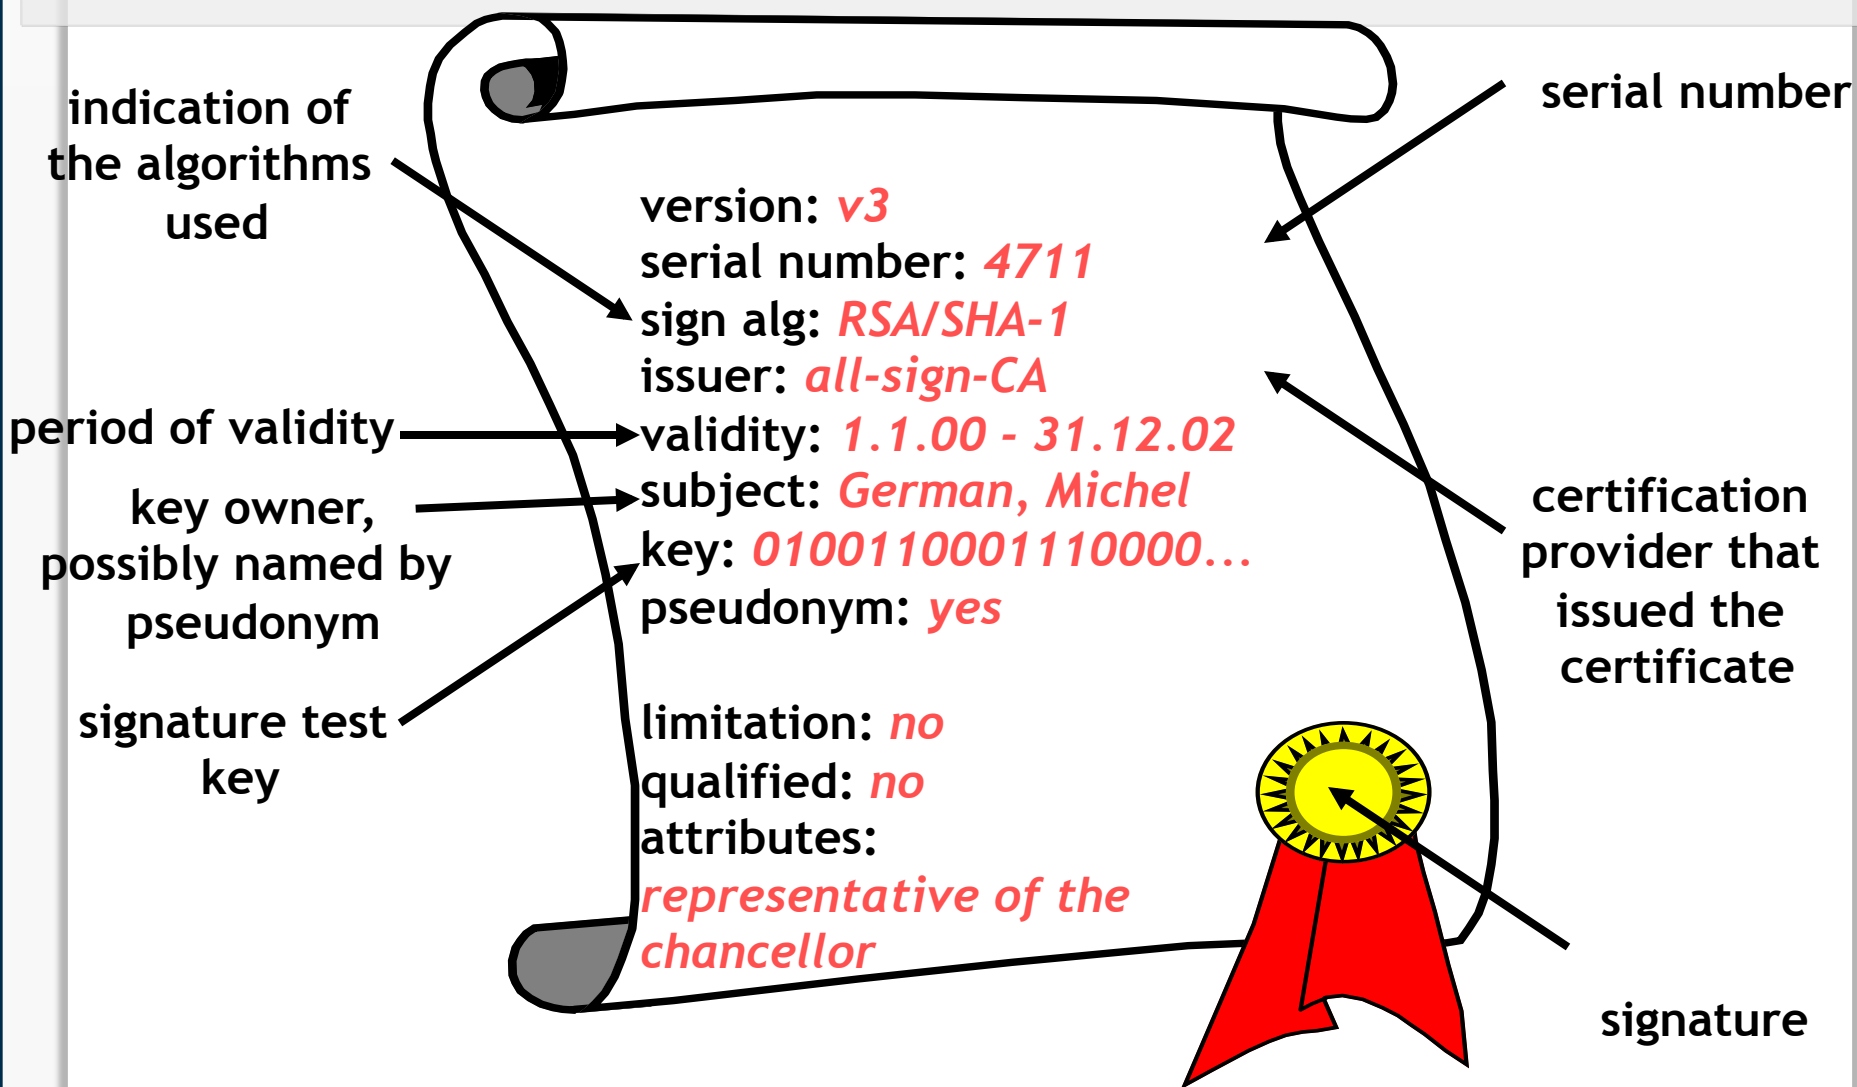 indication of
the algorithms
used
period of validity
key owner,
possibly named by
pseudonym
signature test
key
version: v3
serial number: 4711
sign alg: RSA/SHA-1
issuer: all-sign-CA
validity: 1.1.00 - 31.12.02
subject: German, Michel
key: 0100110001110000...
pseudonym: yes
limitation: no
qualified: no
attributes:
representative of the
chancellor
serial number
certification
provider that
issued the
certificate
signature